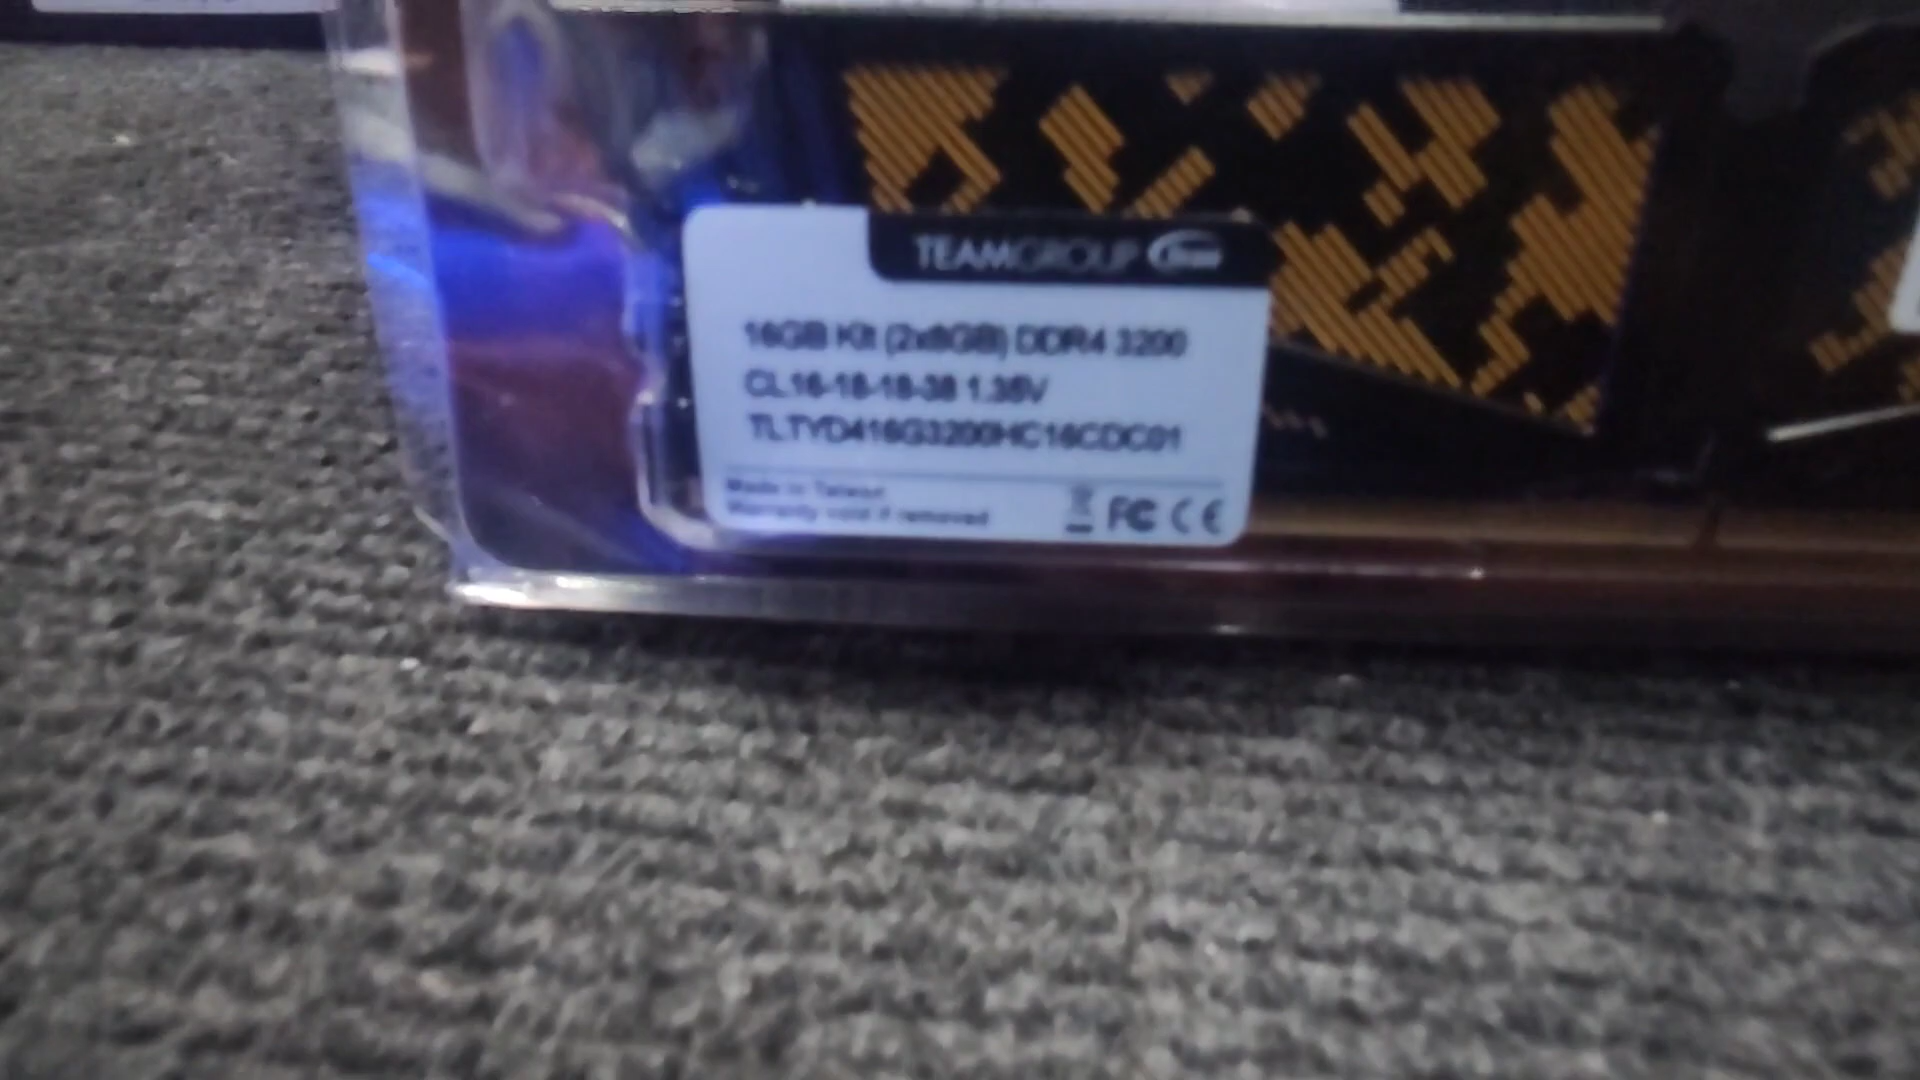 TEAMGROUP
16GB Kit (2x8GB) DDR4 3200
CL16-18-18-38 1.35V
TLTYD416G3200HC16CDC01
Made in Taiwan
Warranty void if removed
FC CE